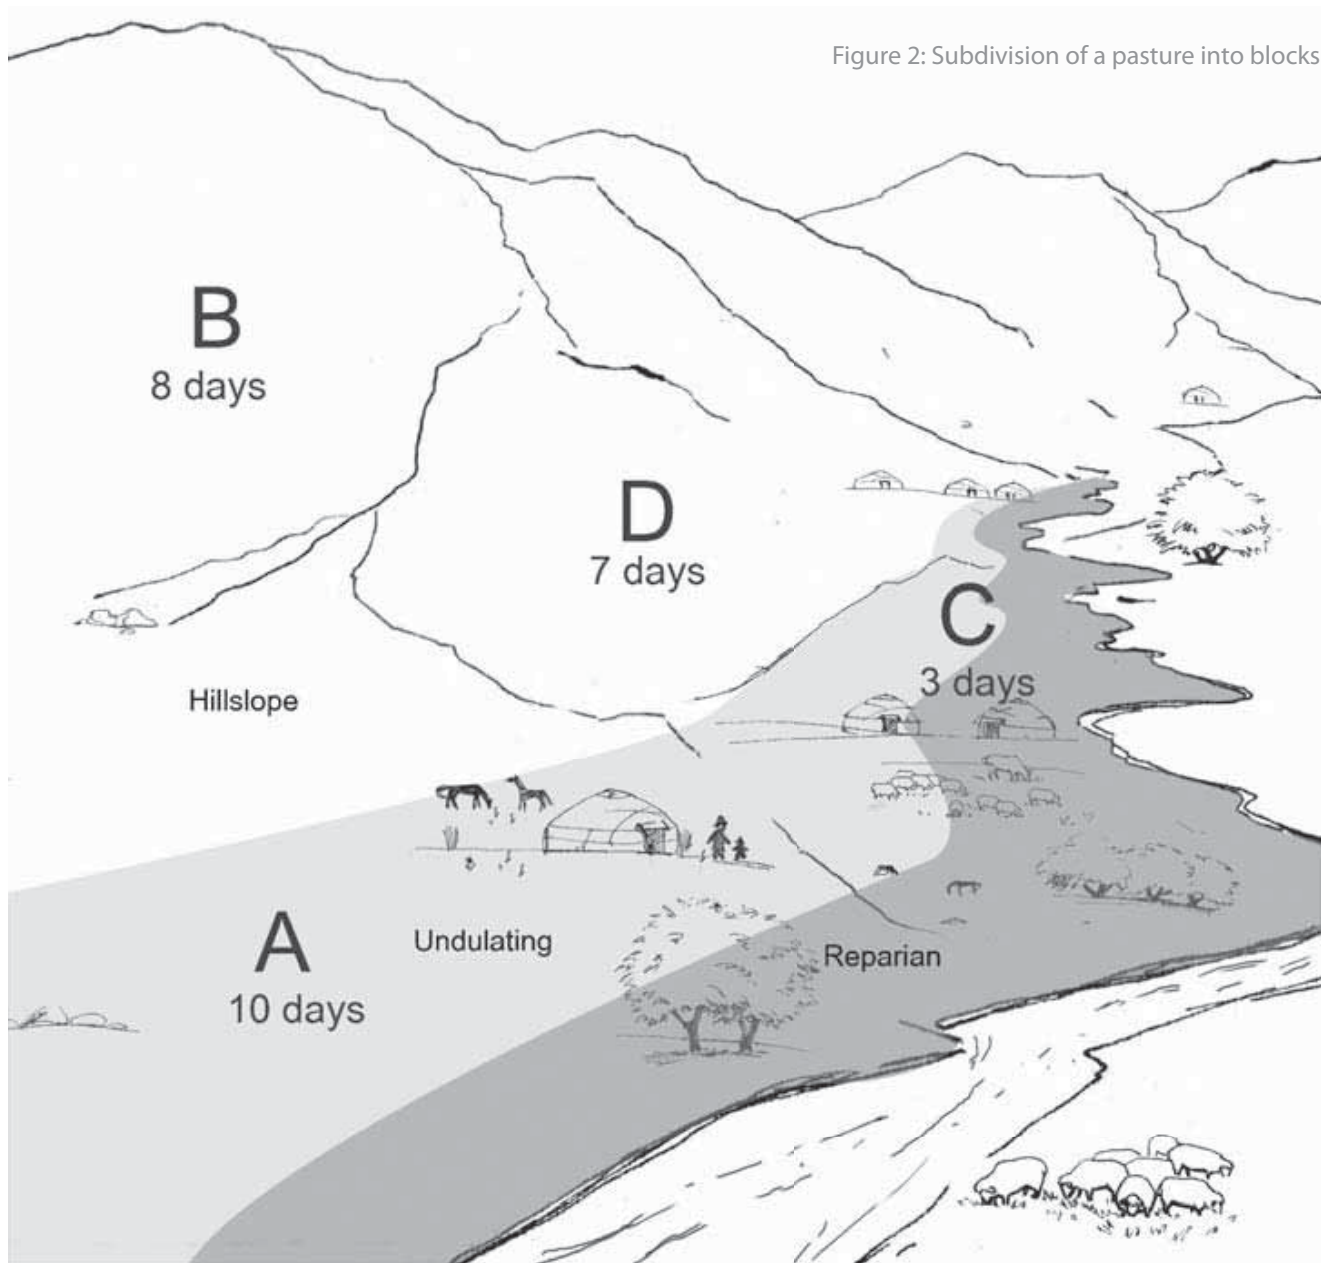 Figure 2: Subdivision of a pasture into blocks
B
8 days
D
7 days
C
3 days
Hillslope
A
10 days
Undulating
Reparian